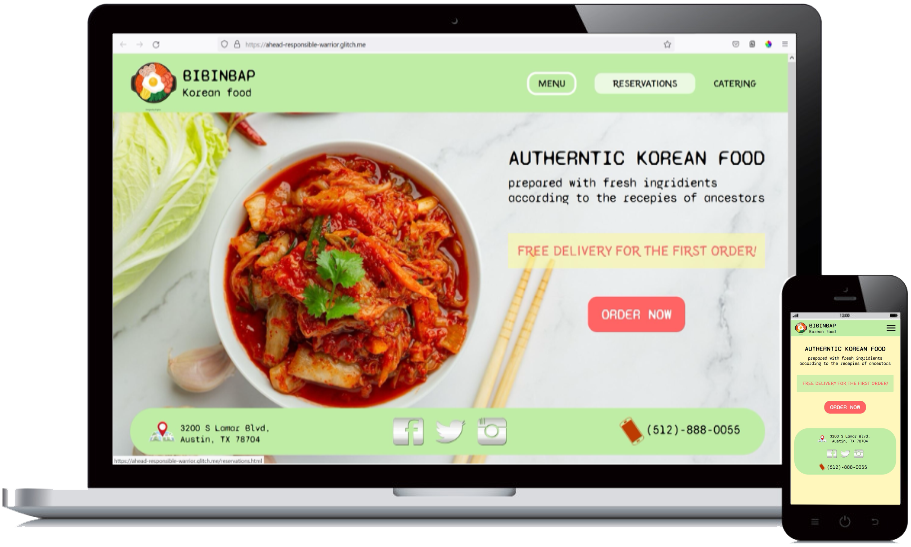 https://ahead-responsible-warrior.glitch.me
BIBINBAP
Korean food
MENU
RESERVATIONS
CATERING
AUTHERNTIC KOREAN FOOD
prepared with fresh ingridients
according to the recepies of ancestors
FREE DELIVERY FOR THE FIRST ORDER!
ORDER NOW
3200 S Lamar Blvd,
Austin, TX 78704
(512)-888-0055
https://ahead-responsible-warrior.glitch.me/reservations.html
BIBINBAP
Korean food
AUTHERNTIC KOREAN FOOD
prepared with fresh ingridients
according to the recepies of ancestors
FREE DELIVERY FOR THE FIRST ORDER!
ORDER NOW
3200 S Lamar Blvd
Austin, TX 78704
(512)-888-0055